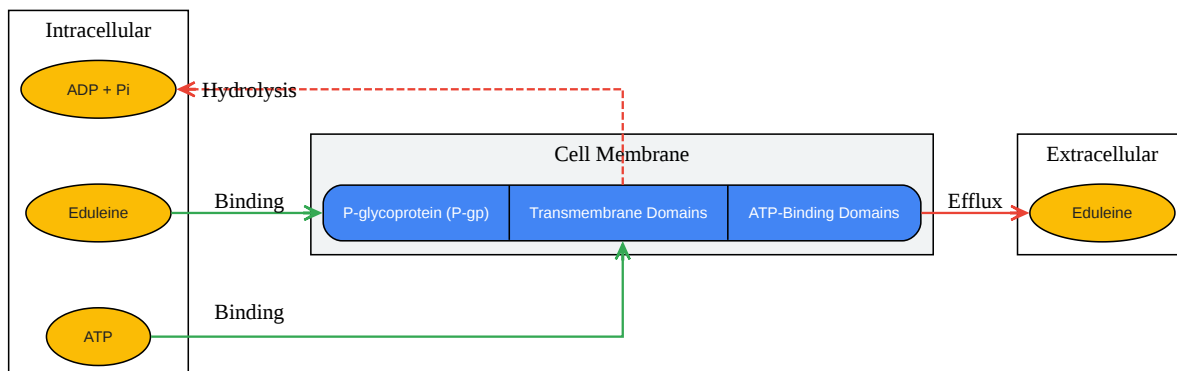 Intracellular
ADP + Pi
Hydrolysis
Cell Membrane
Extracellular
Eduleine
Binding
P-glycoprotein (P-gp)
Transmembrane Domains
ATP-Binding Domains
Efflux
Eduleine
Binding
ATP